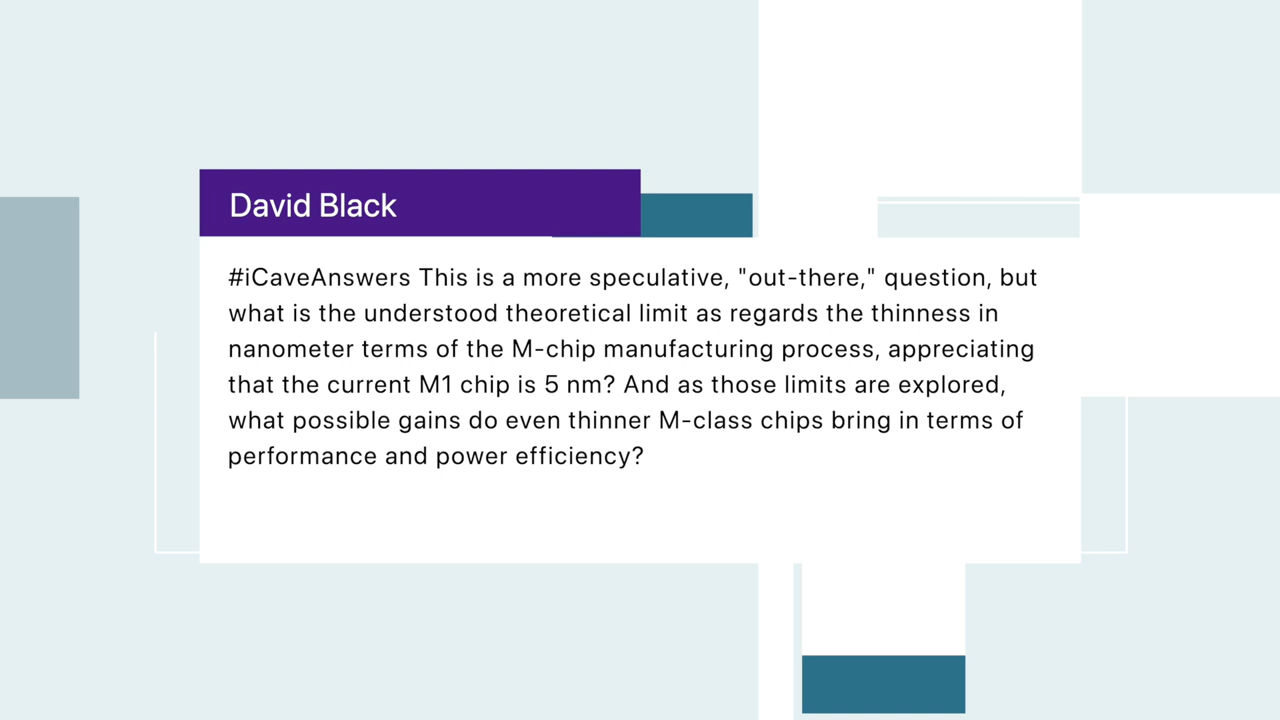 David Black
#iCaveAnswers This is a more speculative, "out-there," question, but
what is the understood theoretical limit as regards the thinness in
nanometer terms of the M-chip manufacturing process, appreciating
that the current M1 chip is 5 nm? And as those limits are explored,
what possible gains do even thinner M-class chips bring in terms of
performance and power efficiency?